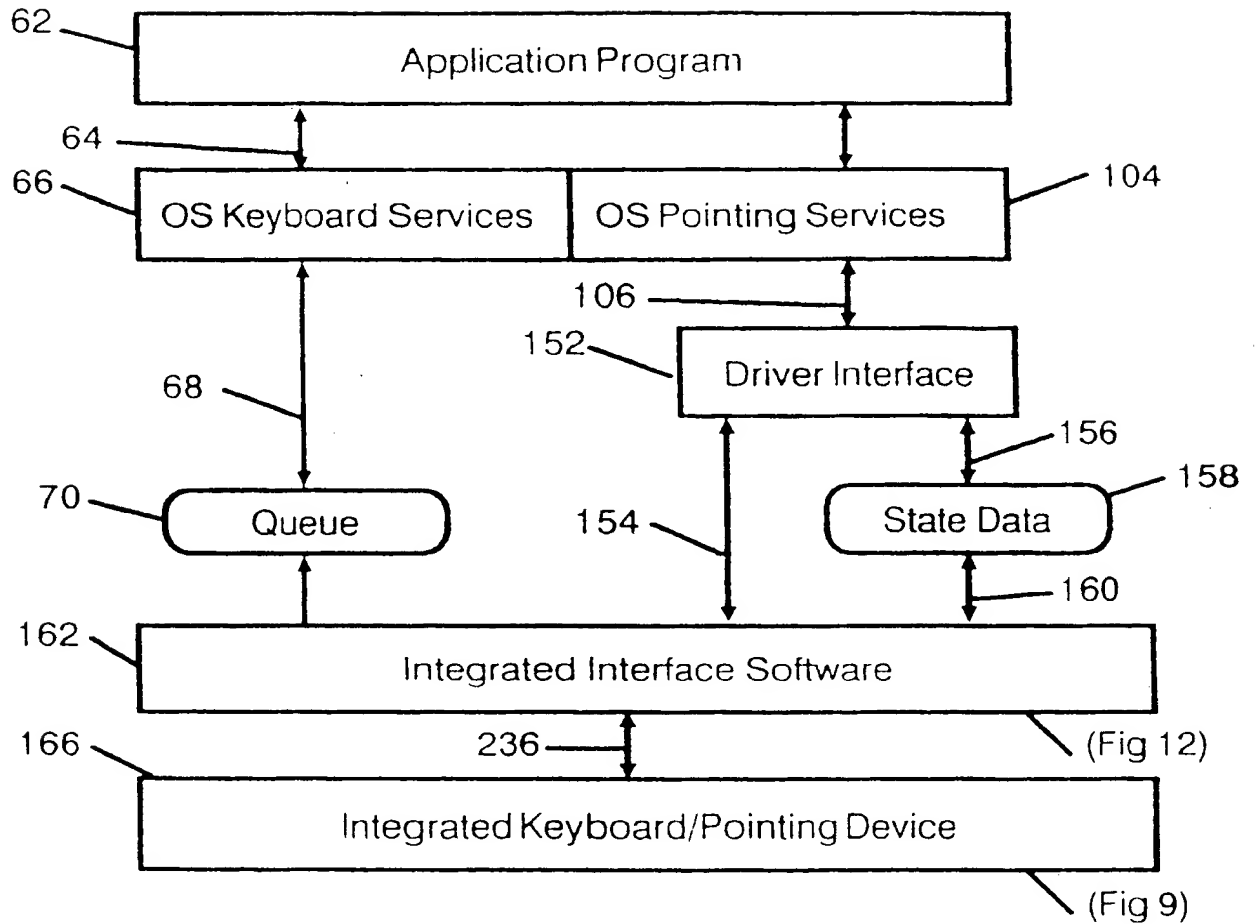 62
Application Program
64
66
OS Keyboard Services
OS Pointing Services
104
106
152
Driver Interface
68
156
70
Queue
154
State Data
158
160
162
Integrated Interface Software
236
(Fig 12)
166
Integrated Keyboard/Pointing Device
(Fig 9)